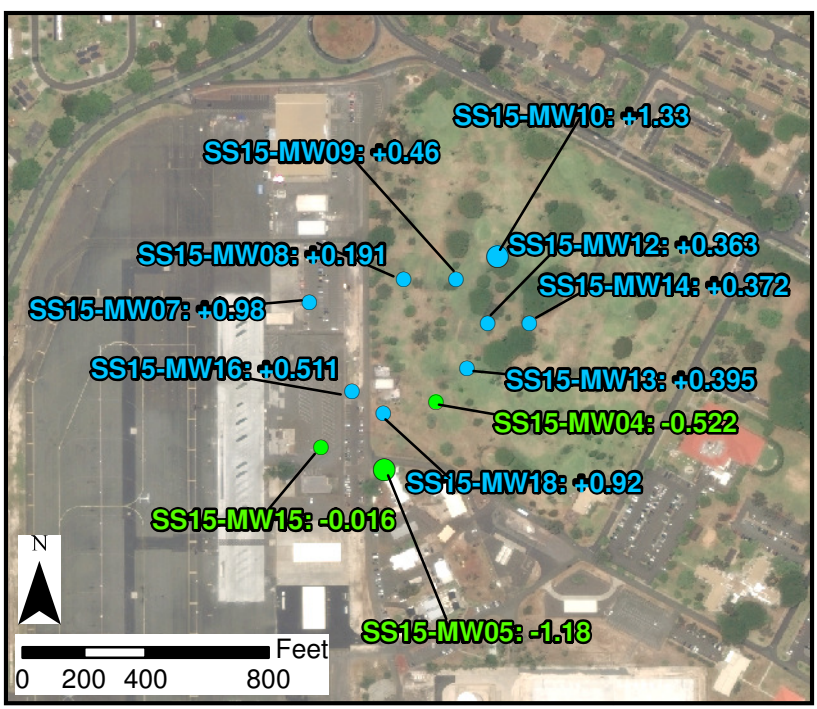 SS15-MW10: +1.33
SS15-MW09: +0.46
SS15-MW12: +0.363
SS15-MW08: +0.191
SS15-MW14: +0.372
SS15-MW07: +0.98
SS15-MW16: +0.511
SS15-MW13: +0.395
SS15-MW04: -0.522
SS15-MW18: +0.92
SS15-MW15: -0.016
SS15-MW05: -1.18
N
Feet
0 200 400 800